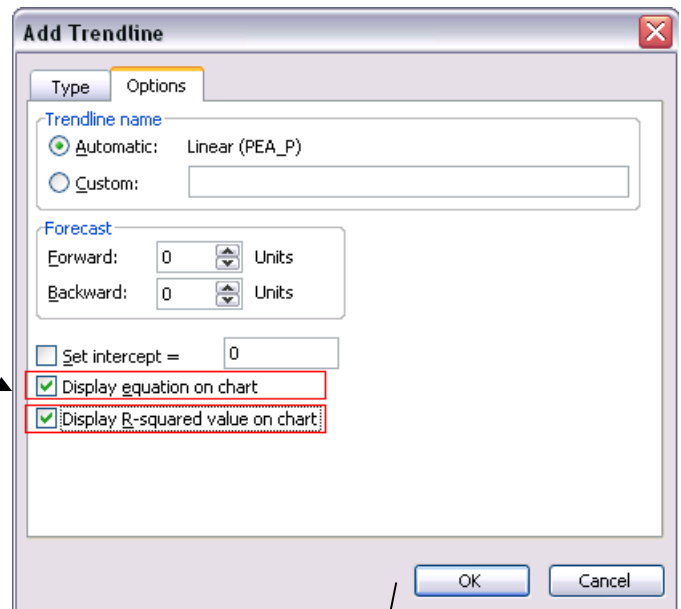 Add Trendline
Type Options
Trendline name
Automatic: Linear (PEA_P)
Custom:
Forecast
Forward: 0 Units
Backward: 0 Units
Set intercept = 0
Display equation on chart
Display R-squared value on chart
OK Cancel